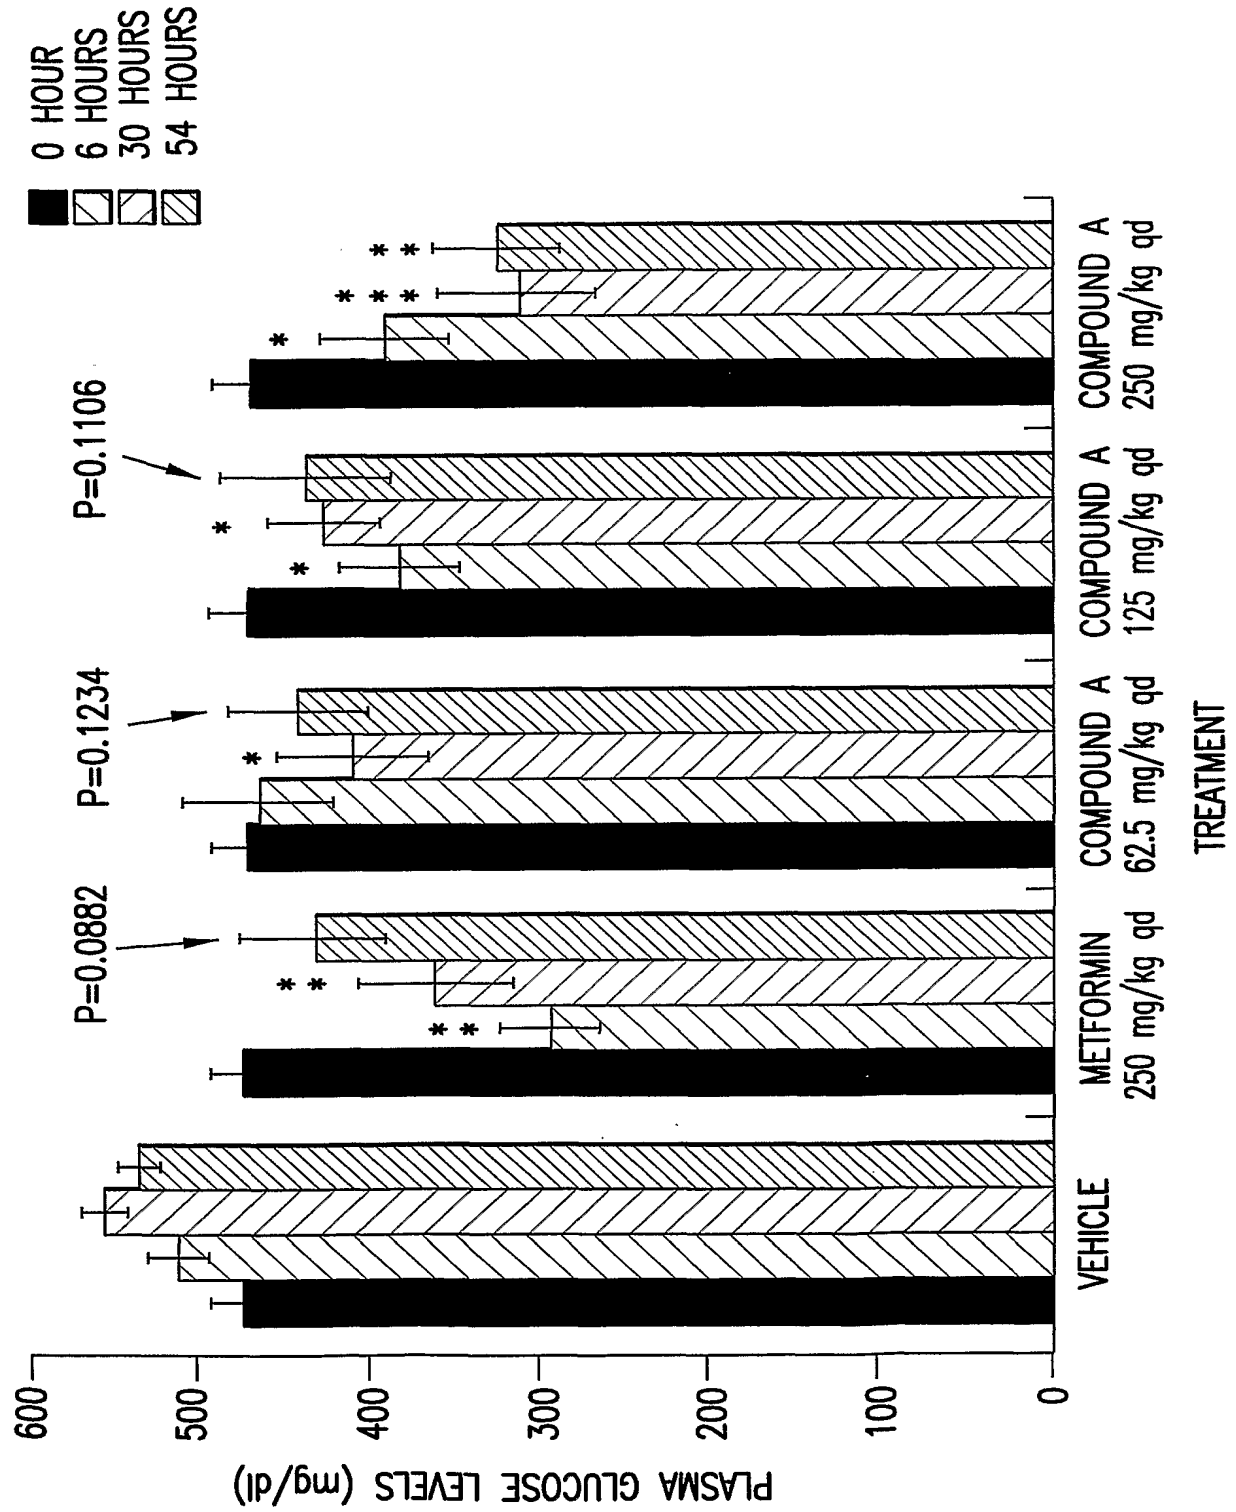 0 HOUR
6 HOURS
30 HOURS
54 HOURS
PLASMA GLUCOSE LEVELS (mg/dl)
600
500
400
300
200
100
0
P=0.0882
P=0.1234
P=0.1106
* *
* *
*
*
*
*
* * *
* *
VEHICLE
METFORMIN
250 mg/kg qd
COMPOUND A
62.5 mg/kg qd
COMPOUND A
125 mg/kg qd
COMPOUND A
250 mg/kg qd
TREATMENT